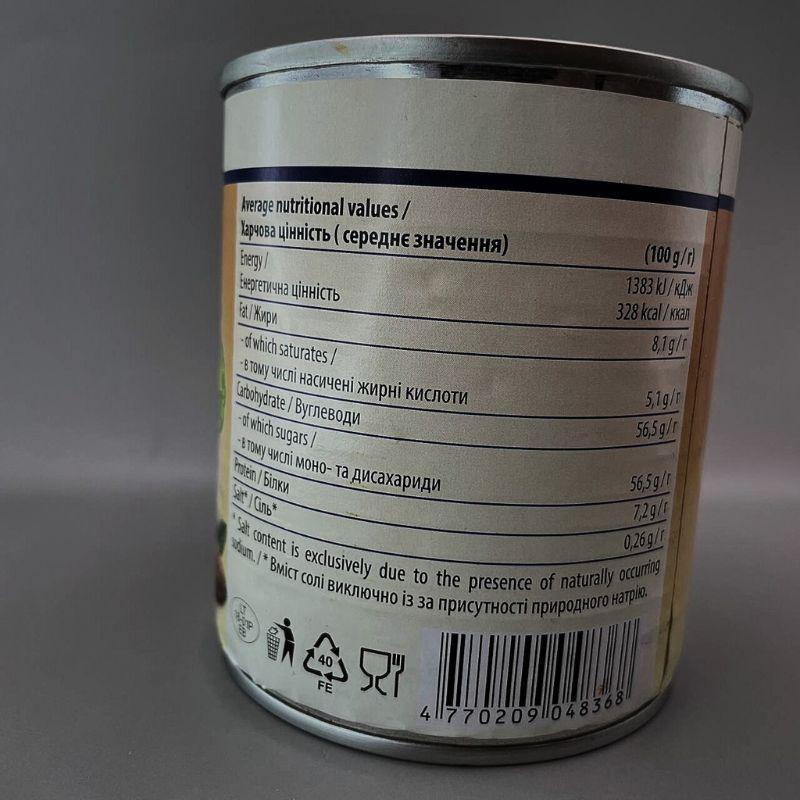 Average nutritional values /
Харчова цінність ( середнє значення) (100 g / г)
Energy / 1383 kJ / кДж
Енергетична цінність 328 kcal / ккал
Fat / Жири 8,1 g / г
- of which saturates /
- в тому числі насичені жирні кислоти 5,1 g / г
Carbohydrate / Вуглеводи 56,5 g / г
- of which sugars /
- в тому числі моно- та дисахариди 56,5 g / г
Protein / Білки 7,2 g / г
Salt* / Сіль* 0,26 g / г
* Salt content is exclusively due to the presence of naturally occurring
sodium. / * Вміст солі виключно із за присутності природного натрію.
LT
EB
40
FE
4 770209 048368